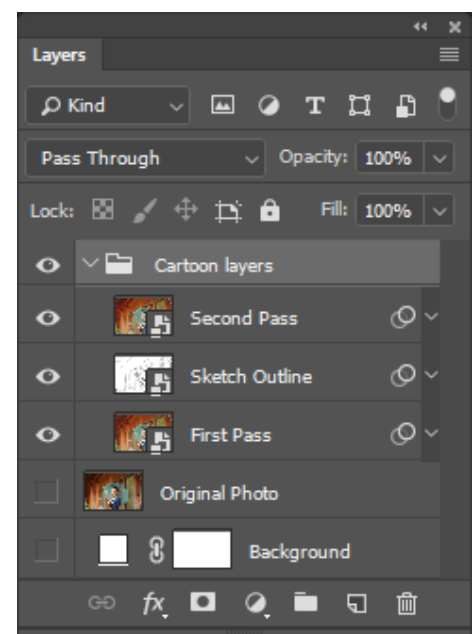 Layers
Kind
Pass Through Opacity: 100%
Lock: Fill: 100%
Cartoon layers
Second Pass
Sketch Outline
First Pass
Original Photo
Background
fx